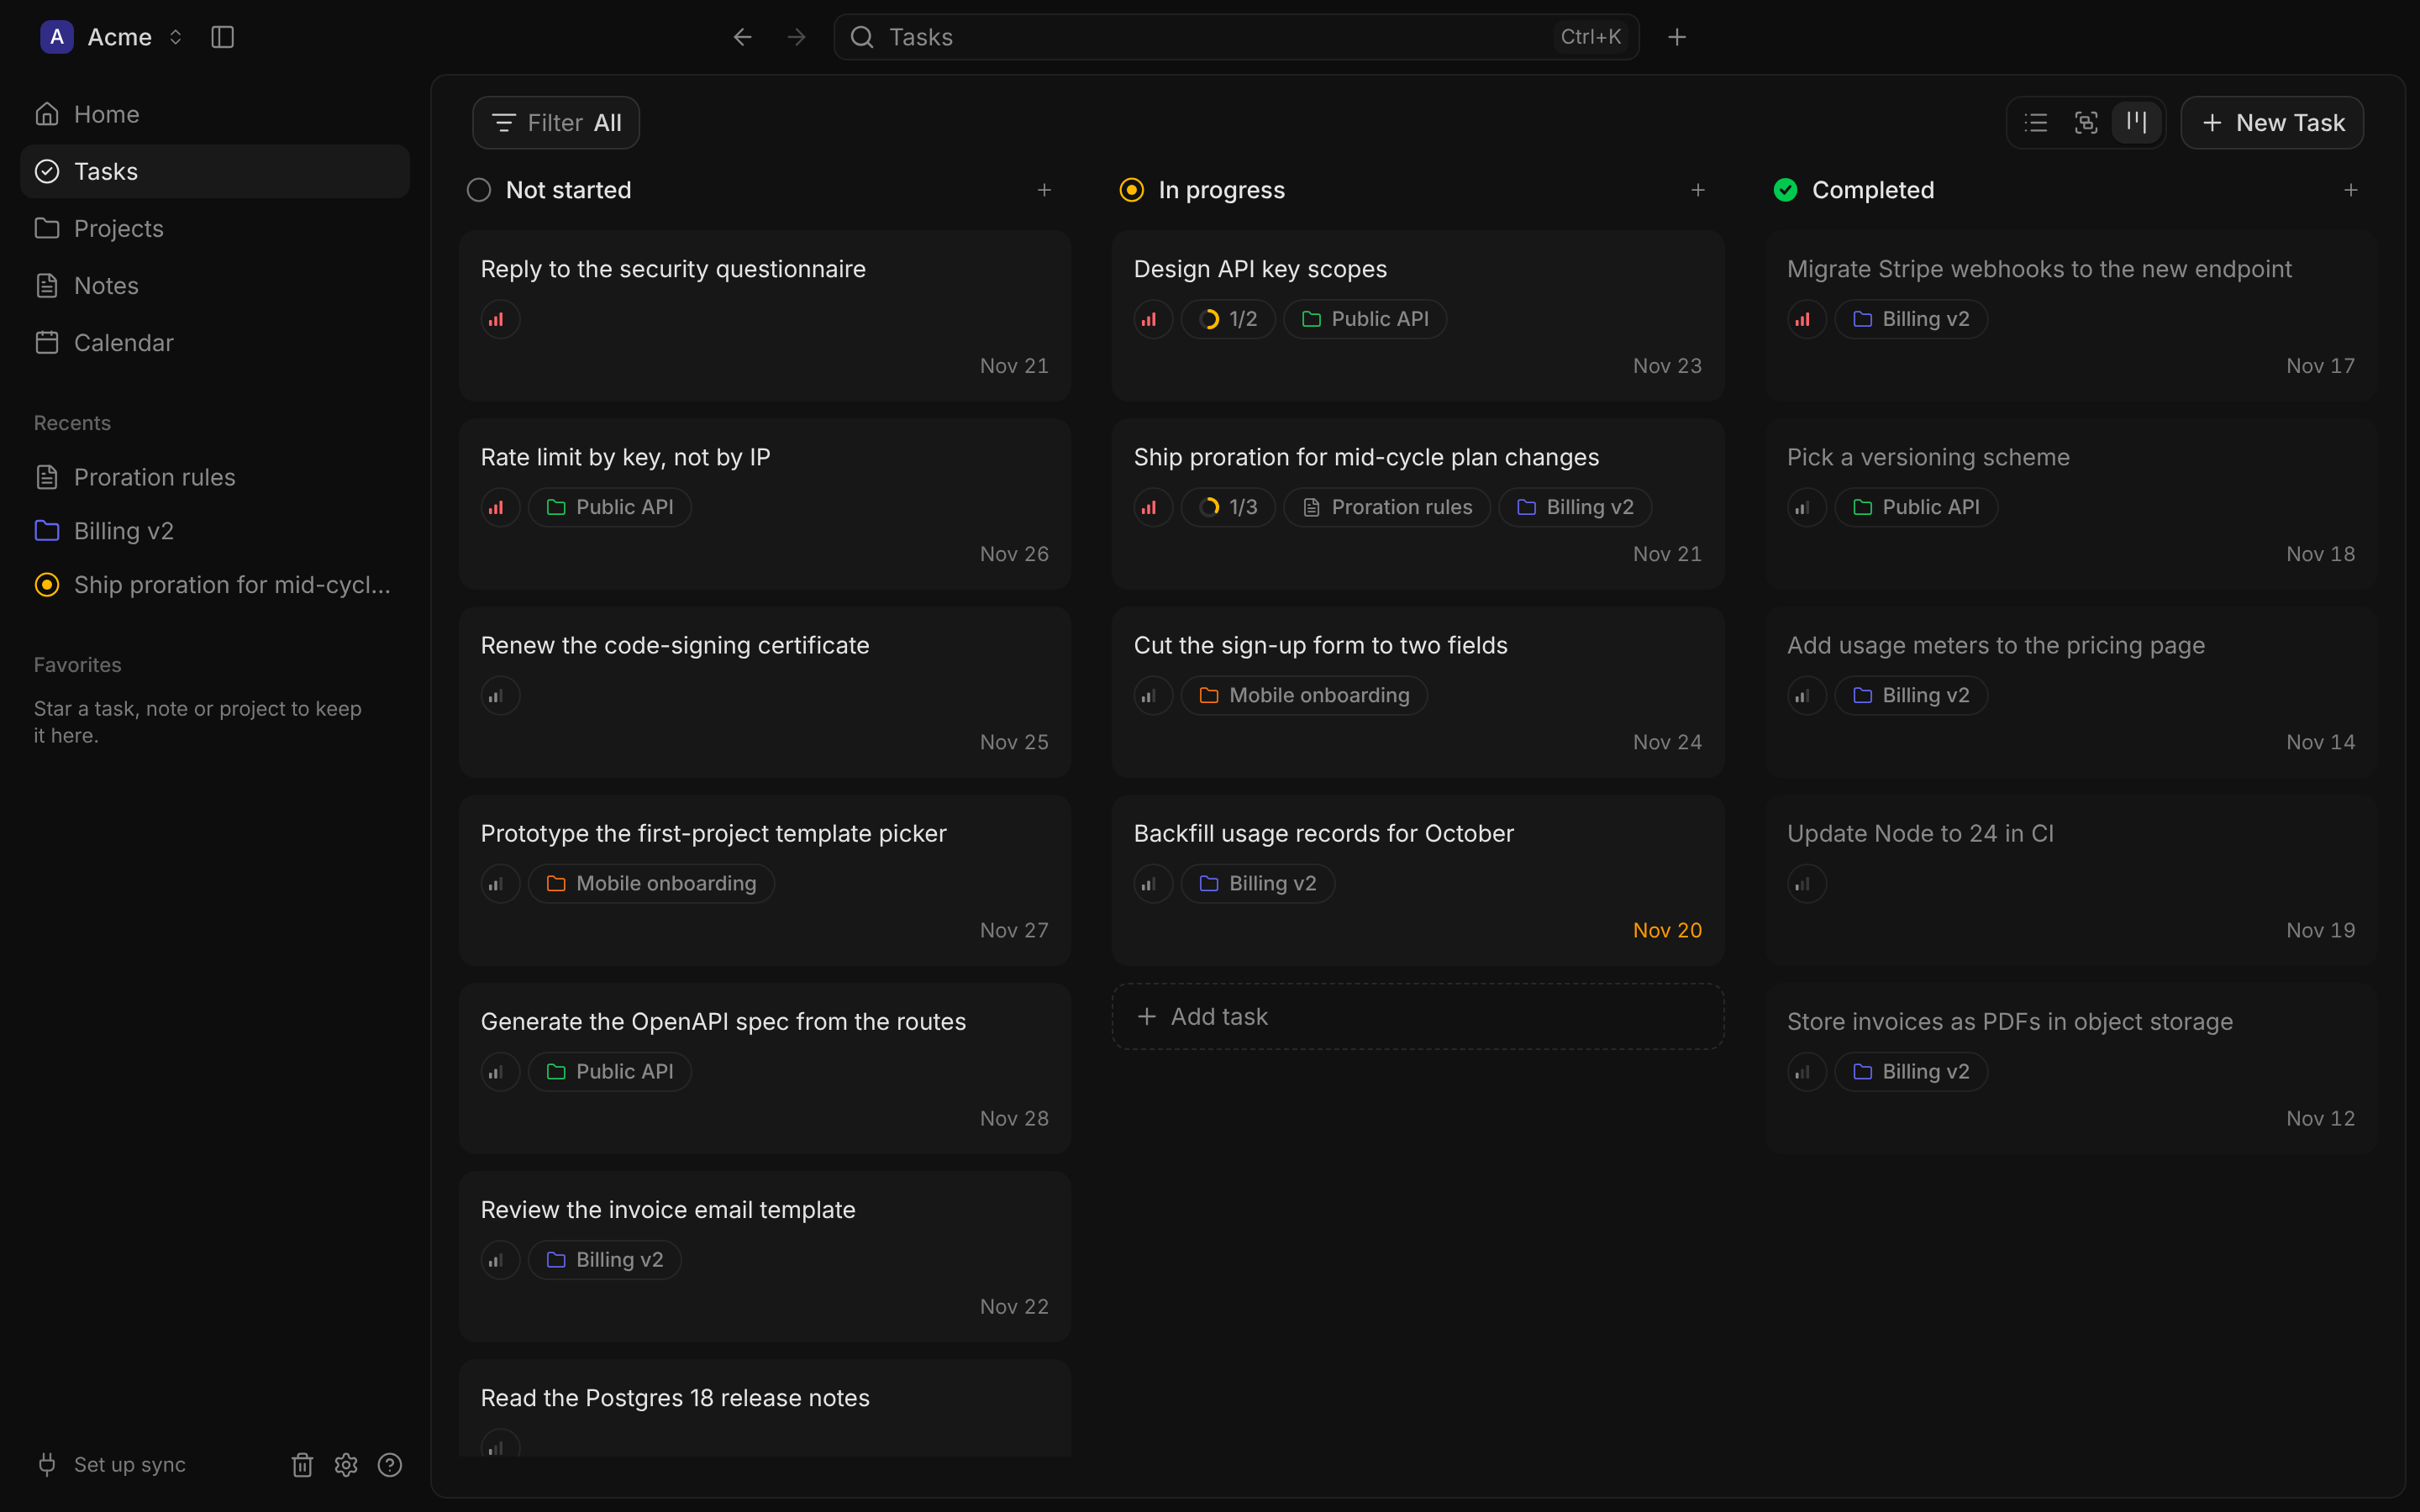 A Acme
Tasks
Ctrl+K
Home
Tasks
Projects
Notes
Calendar
Recents
Proration rules
Billing v2
Ship proration for mid-cycl...
Favorites
Star a task, note or project to keep
it here.
Set up sync
Filter All
New Task
Not started
Reply to the security questionnaire
Nov 21
Rate limit by key, not by IP
Public API
Nov 26
Renew the code-signing certificate
Nov 25
Prototype the first-project template picker
Mobile onboarding
Nov 27
Generate the OpenAPI spec from the routes
Public API
Nov 28
Review the invoice email template
Billing v2
Nov 22
Read the Postgres 18 release notes
In progress
Design API key scopes
1/2 Public API
Nov 23
Ship proration for mid-cycle plan changes
1/3 Proration rules Billing v2
Nov 21
Cut the sign-up form to two fields
Mobile onboarding
Nov 24
Backfill usage records for October
Billing v2
Nov 20
Add task
Completed
Migrate Stripe webhooks to the new endpoint
Billing v2
Nov 17
Pick a versioning scheme
Public API
Nov 18
Add usage meters to the pricing page
Billing v2
Nov 14
Update Node to 24 in CI
Nov 19
Store invoices as PDFs in object storage
Billing v2
Nov 12